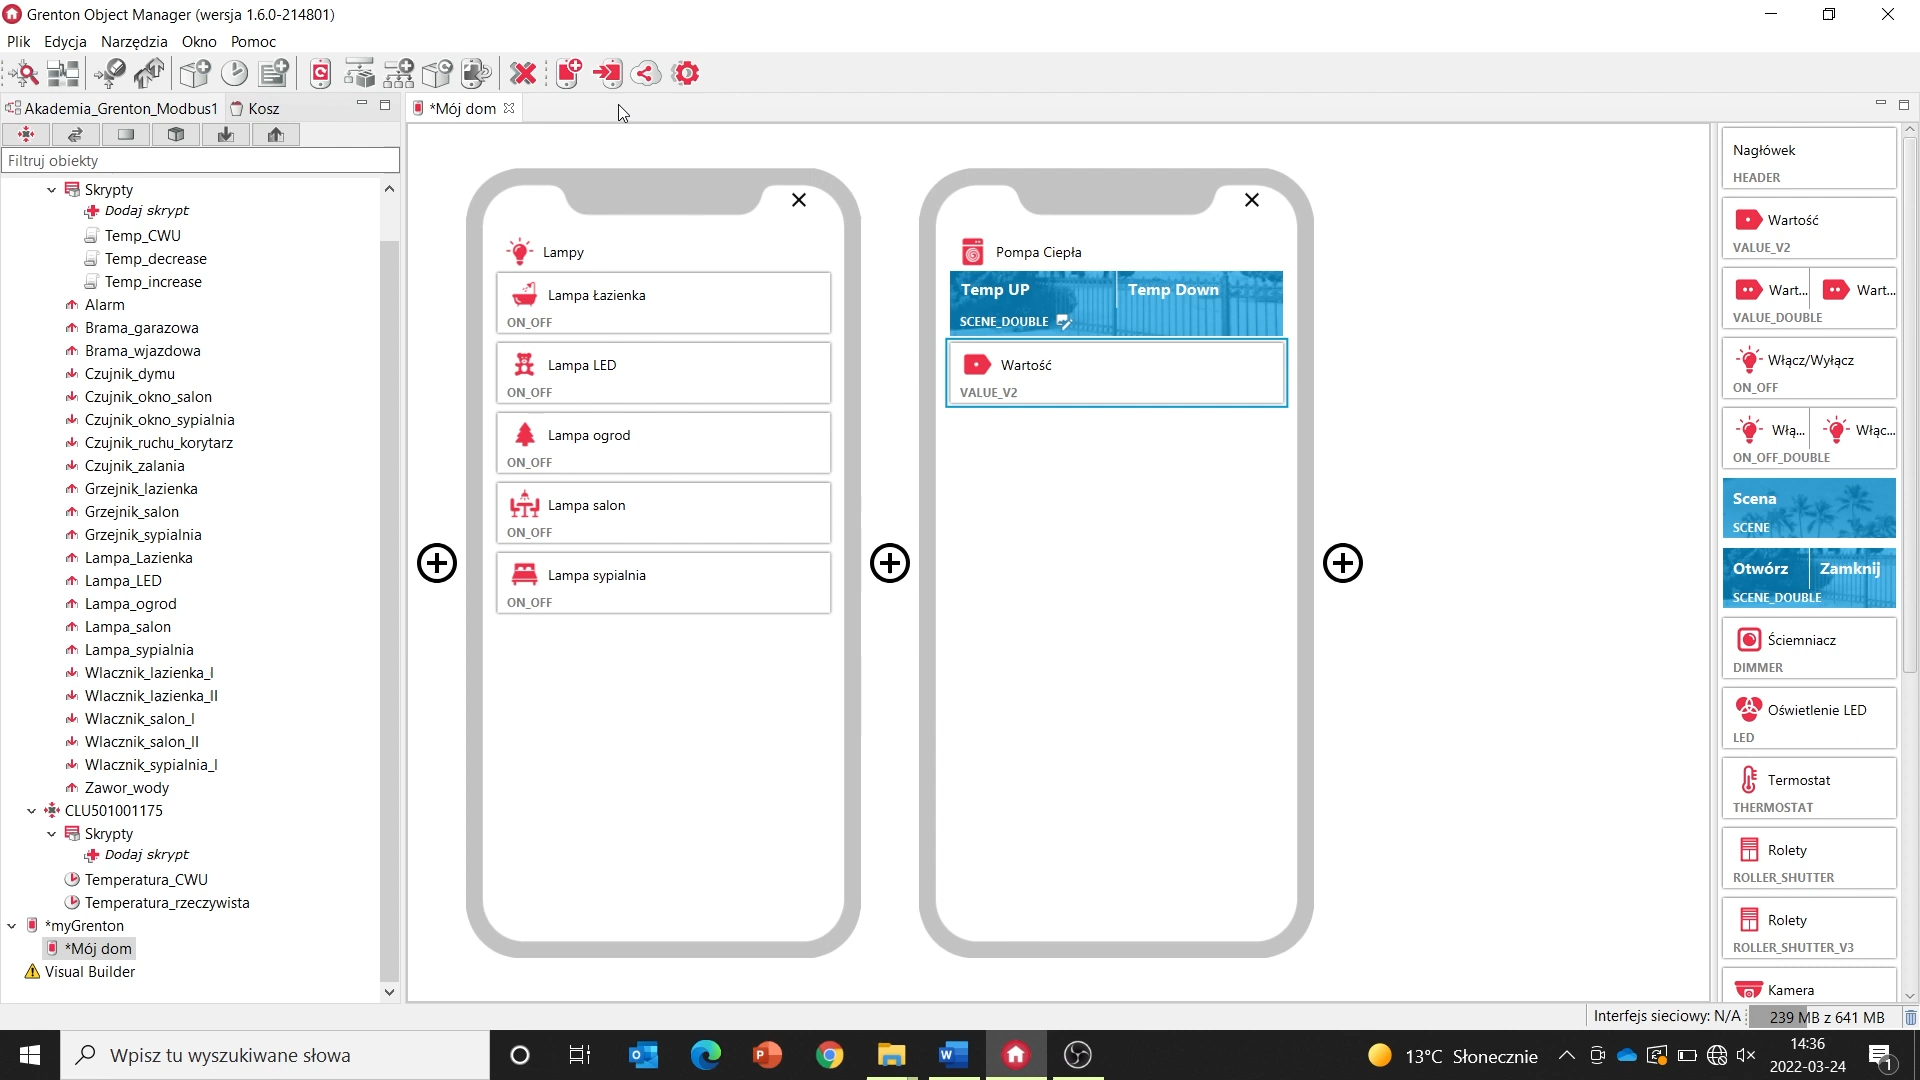 Grenton Object Manager (wersja 1.6.0-214801)
Plik Edycja Narzędzia Okno Pomoc
Akademia_Grenton_Modbus1 Kosz
*Mój dom
Filtruj obiekty
Skrypty
Dodaj skrypt
Temp_CWU
Temp_decrease
Temp_increase
Alarm
Brama_garazowa
Brama_wjazdowa
Czujnik_dymu
Czujnik_okno_salon
Czujnik_okno_sypialnia
Czujnik_ruchu_korytarz
Czujnik_zalania
Grzejnik_lazienka
Grzejnik_salon
Grzejnik_sypialnia
Lampa_Lazienka
Lampa_LED
Lampa_ogrod
Lampa_salon
Lampa_sypialnia
Wlacznik_lazienka_I
Wlacznik_lazienka_II
Wlacznik_salon_I
Wlacznik_salon_II
Wlacznik_sypialnia_I
Zawor_wody
CLU501001175
Skrypty
Dodaj skrypt
Temperatura_CWU
Temperatura_rzeczywista
*myGrenton
*Mój dom
Visual Builder
Lampy
Lampa Łazienka
ON_OFF
Lampa LED
ON_OFF
Lampa ogrod
ON_OFF
Lampa salon
ON_OFF
Lampa sypialnia
ON_OFF
Pompa Ciepła
Temp UP Temp Down
SCENE_DOUBLE
Wartość
VALUE_V2
Nagłówek
HEADER
Wartość
VALUE_V2
Wart... Wart...
VALUE_DOUBLE
Włącz/Wyłącz
ON_OFF
Włą... Włąc...
ON_OFF_DOUBLE
Scena
SCENE
Otwórz Zamknij
SCENE_DOUBLE
Ściemniacz
DIMMER
Oświetlenie LED
LED
Termostat
THERMOSTAT
Rolety
ROLLER_SHUTTER
Rolety
ROLLER_SHUTTER_V3
Kamera
Interfejs sieciowy: N/A 239 MB z 641 MB
Wpisz tu wyszukiwane słowa
13°C Słonecznie
14:36
2022-03-24
1